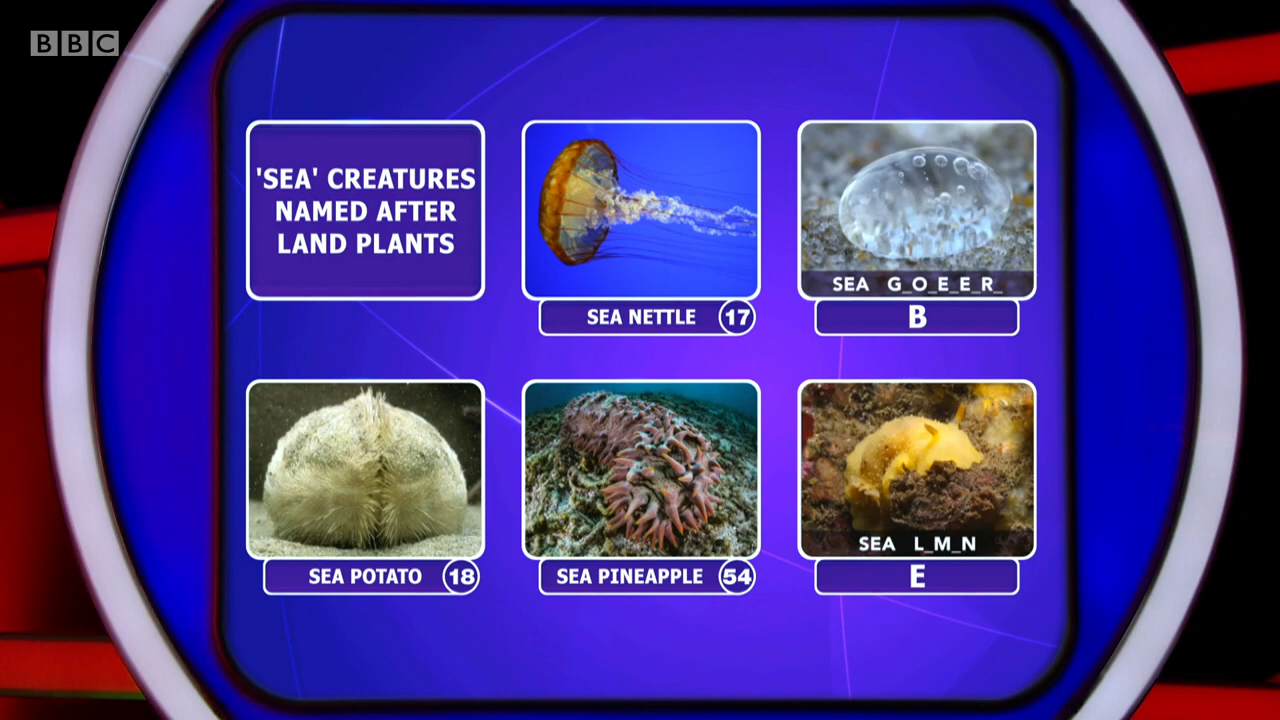 BBC
'SEA' CREATURES
NAMED AFTER
LAND PLANTS
SEA NETTLE 17
SEA G_O_E_E_R_
B
SEA POTATO 18
SEA PINEAPPLE 54
SEA L_M_N
E